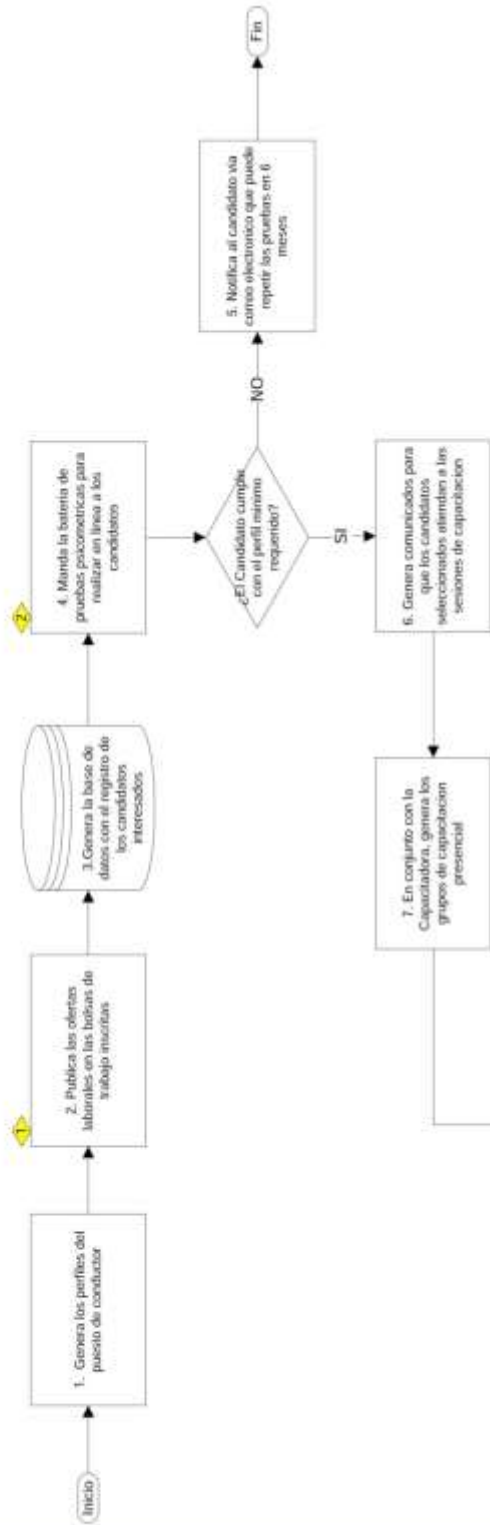 Inicio
1. Genera los perfiles del
puesto de conductor
1
2. Publica las ofertas
laborales en las bolsas de
trabajo inscritas
3.Genera la base de
datos con el registro de
los candidatos
interesados
2
4. Manda la bateria de
pruebas psicometricas para
realizar en linea a los
candidatos
¿El Candidato cumple
con el perfil minimo
requerido?
NO
5. Notifica al candidato via
correo electronico que puede
repetir las pruebas en 6
meses
Fin
SI
6. Genera comunicados para
que los candidatos
seleccionados atiendan a las
sesiones de capacitacion
7. En conjunto con la
Capacitadora, genera los
grupos de capacitacion
presencial